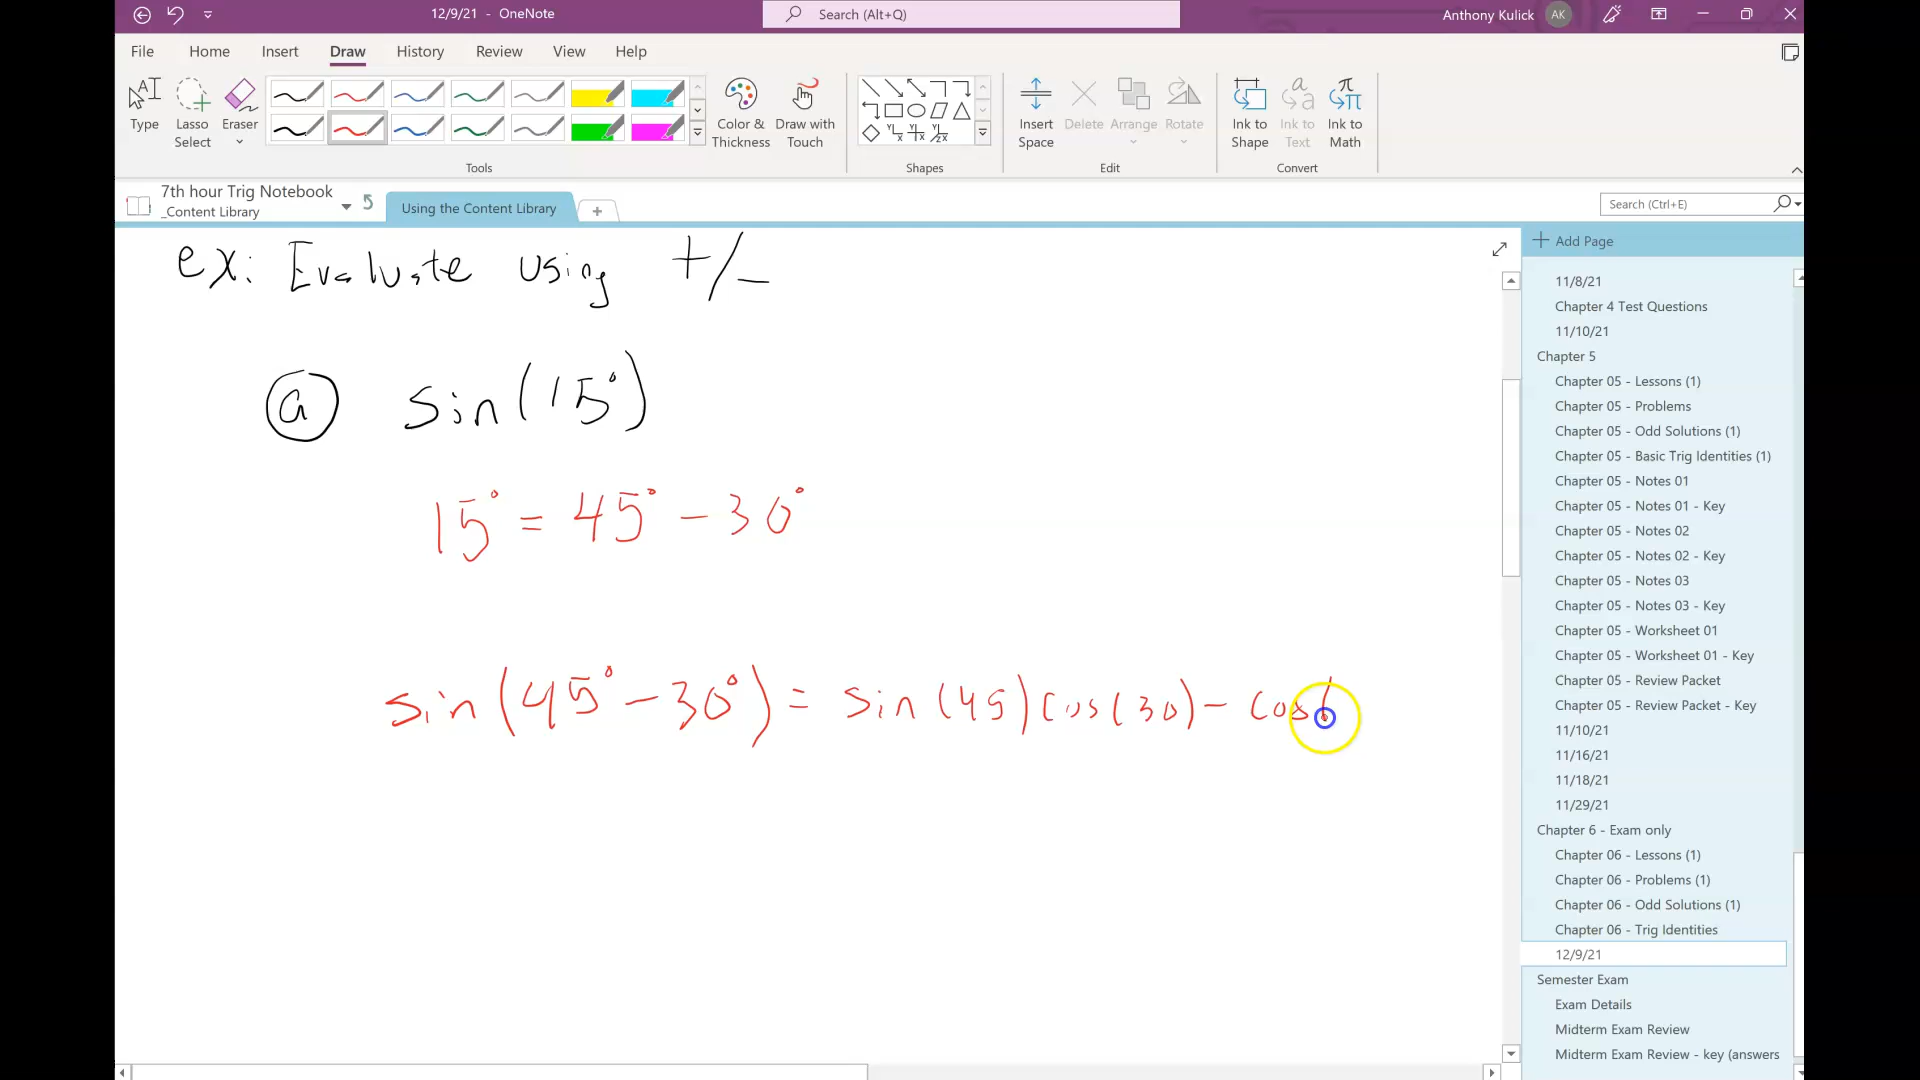 12/9/21 - OneNote
Search (Alt+Q)
Anthony Kulick AK
File Home Insert Draw History Review View Help
Type
Lasso Select
Eraser
Color & Thickness
Draw with Touch
Insert Space
Delete
Arrange
Rotate
Ink to Shape
Ink to Text
Ink to Math
Tools Shapes Edit Convert
7th hour Trig Notebook
_Content Library
Using the Content Library
Search (Ctrl+E)
ex: Evaluate using +/-
a sin(15°)
15° = 45° - 30°
sin(45° - 30°) = sin(45)cos(30) - cos(
Add Page
11/8/21
Chapter 4 Test Questions
11/10/21
Chapter 5
Chapter 05 - Lessons (1)
Chapter 05 - Problems
Chapter 05 - Odd Solutions (1)
Chapter 05 - Basic Trig Identities (1)
Chapter 05 - Notes 01
Chapter 05 - Notes 01 - Key
Chapter 05 - Notes 02
Chapter 05 - Notes 02 - Key
Chapter 05 - Notes 03
Chapter 05 - Notes 03 - Key
Chapter 05 - Worksheet 01
Chapter 05 - Worksheet 01 - Key
Chapter 05 - Review Packet
Chapter 05 - Review Packet - Key
11/10/21
11/16/21
11/18/21
11/29/21
Chapter 6 - Exam only
Chapter 06 - Lessons (1)
Chapter 06 - Problems (1)
Chapter 06 - Odd Solutions (1)
Chapter 06 - Trig Identities
12/9/21
Semester Exam
Exam Details
Midterm Exam Review
Midterm Exam Review - key (answers